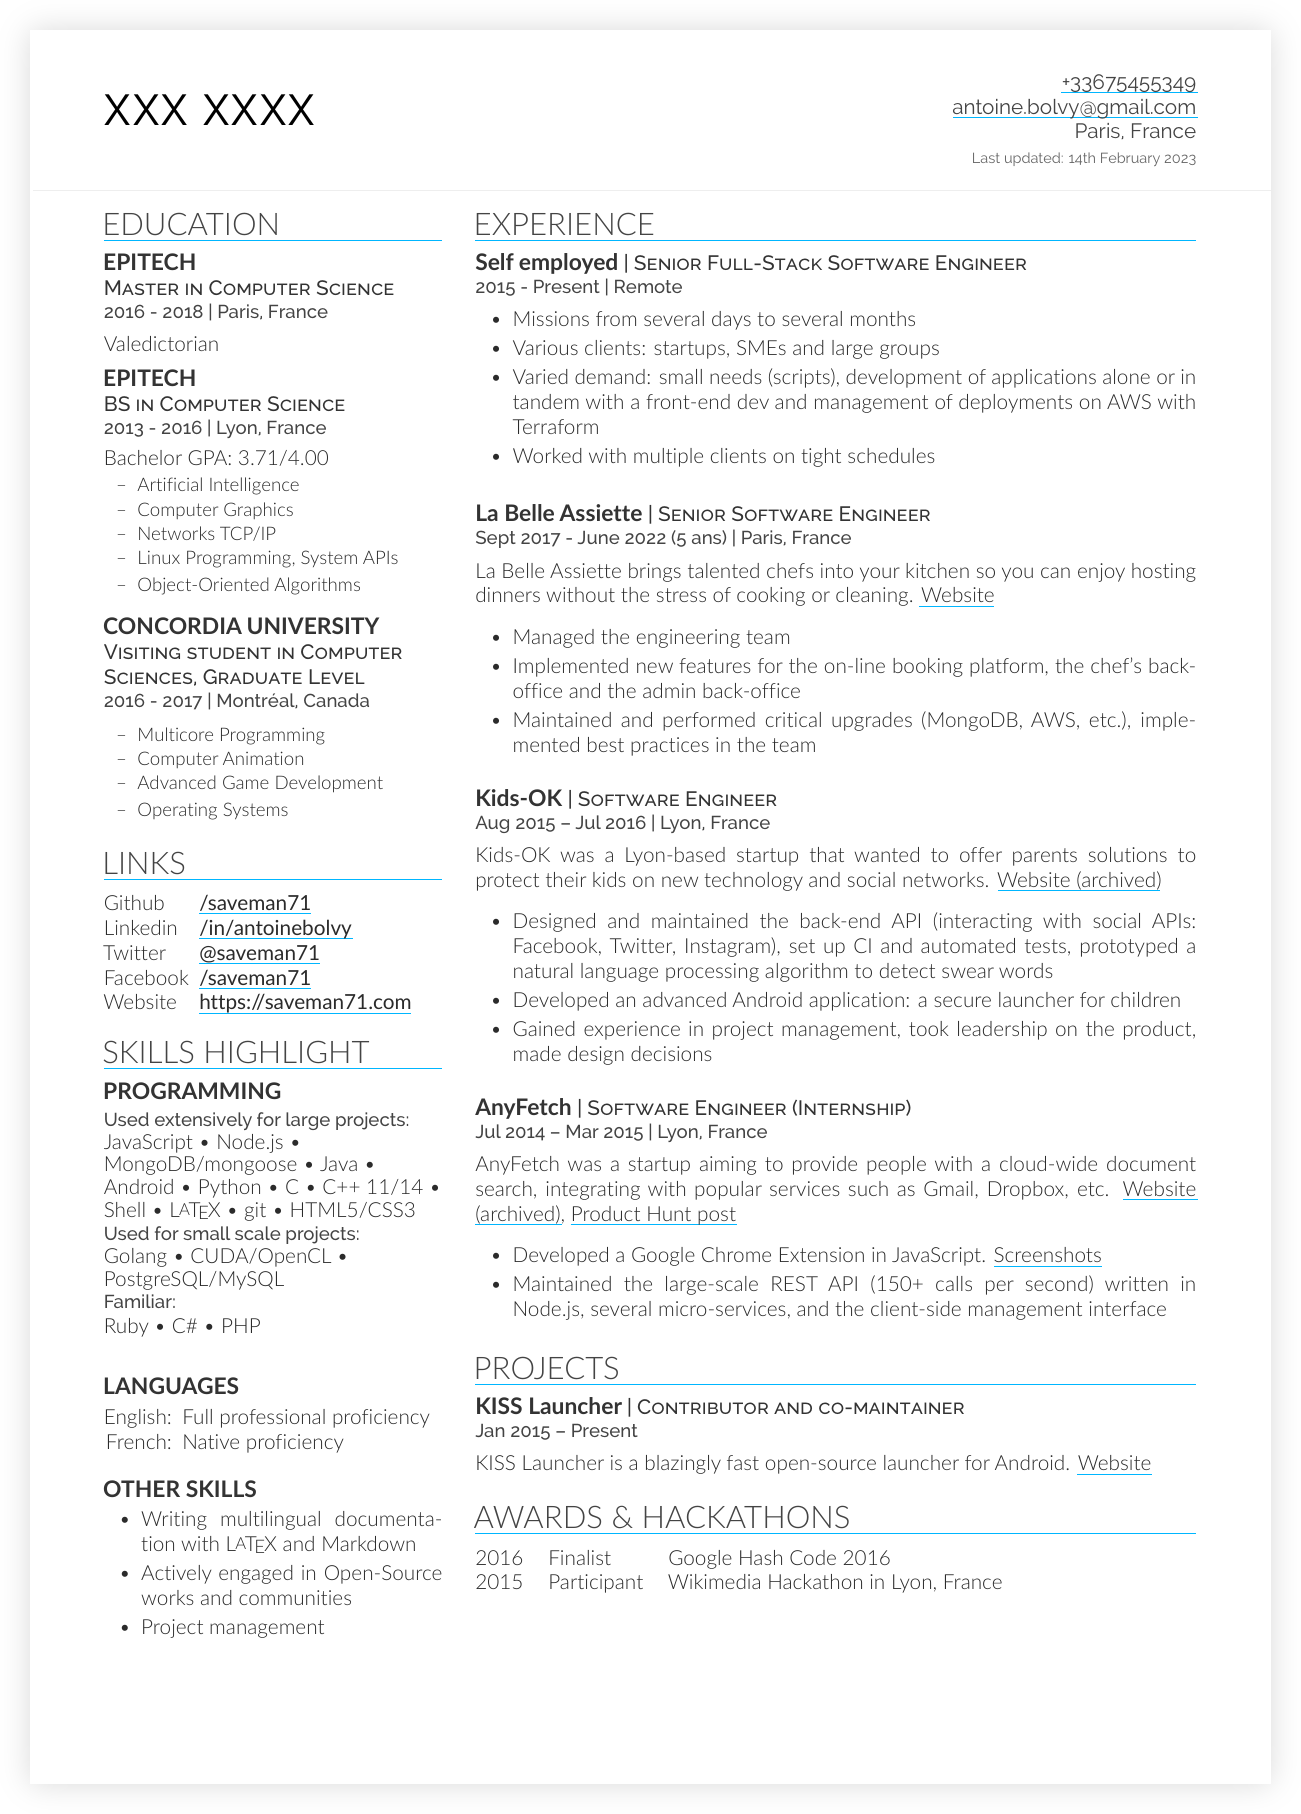 XXX XXXX
+33675455349
antoine.bolvy@gmail.com
Paris, France
Last updated: 14th February 2023
EDUCATION
EPITECH
Master in Computer Science
2016 - 2018 | Paris, France
Valedictorian
EPITECH
BS in Computer Science
2013 - 2016 | Lyon, France
Bachelor GPA: 3.71/4.00
– Artificial Intelligence
– Computer Graphics
– Networks TCP/IP
– Linux Programming, System APIs
– Object-Oriented Algorithms
CONCORDIA UNIVERSITY
Visiting student in Computer
Sciences, Graduate Level
2016 - 2017 | Montréal, Canada
– Multicore Programming
– Computer Animation
– Advanced Game Development
– Operating Systems
LINKS
Github /saveman71
Linkedin /in/antoinebolvy
Twitter @saveman71
Facebook /saveman71
Website https://saveman71.com
SKILLS HIGHLIGHT
PROGRAMMING
Used extensively for large projects:
JavaScript • Node.js •
MongoDB/mongoose • Java •
Android • Python • C • C++ 11/14 •
Shell • LATEX • git • HTML5/CSS3
Used for small scale projects:
Golang • CUDA/OpenCL •
PostgreSQL/MySQL
Familiar:
Ruby • C# • PHP
LANGUAGES
English: Full professional proficiency
French: Native proficiency
OTHER SKILLS
• Writing multilingual documenta-
tion with LATEX and Markdown
• Actively engaged in Open-Source
works and communities
• Project management
EXPERIENCE
Self employed | Senior Full-Stack Software Engineer
2015 - Present | Remote
• Missions from several days to several months
• Various clients: startups, SMEs and large groups
• Varied demand: small needs (scripts), development of applications alone or in
tandem with a front-end dev and management of deployments on AWS with
Terraform
• Worked with multiple clients on tight schedules
La Belle Assiette | Senior Software Engineer
Sept 2017 - June 2022 (5 ans) | Paris, France
La Belle Assiette brings talented chefs into your kitchen so you can enjoy hosting
dinners without the stress of cooking or cleaning. Website
• Managed the engineering team
• Implemented new features for the on-line booking platform, the chef's back-
office and the admin back-office
• Maintained and performed critical upgrades (MongoDB, AWS, etc.), imple-
mented best practices in the team
Kids-OK | Software Engineer
Aug 2015 – Jul 2016 | Lyon, France
Kids-OK was a Lyon-based startup that wanted to offer parents solutions to
protect their kids on new technology and social networks. Website (archived)
• Designed and maintained the back-end API (interacting with social APIs:
Facebook, Twitter, Instagram), set up CI and automated tests, prototyped a
natural language processing algorithm to detect swear words
• Developed an advanced Android application: a secure launcher for children
• Gained experience in project management, took leadership on the product,
made design decisions
AnyFetch | Software Engineer (Internship)
Jul 2014 – Mar 2015 | Lyon, France
AnyFetch was a startup aiming to provide people with a cloud-wide document
search, integrating with popular services such as Gmail, Dropbox, etc. Website
(archived), Product Hunt post
• Developed a Google Chrome Extension in JavaScript. Screenshots
• Maintained the large-scale REST API (150+ calls per second) written in
Node.js, several micro-services, and the client-side management interface
PROJECTS
KISS Launcher | Contributor and co-maintainer
Jan 2015 – Present
KISS Launcher is a blazingly fast open-source launcher for Android. Website
AWARDS & HACKATHONS
2016 Finalist Google Hash Code 2016
2015 Participant Wikimedia Hackathon in Lyon, France